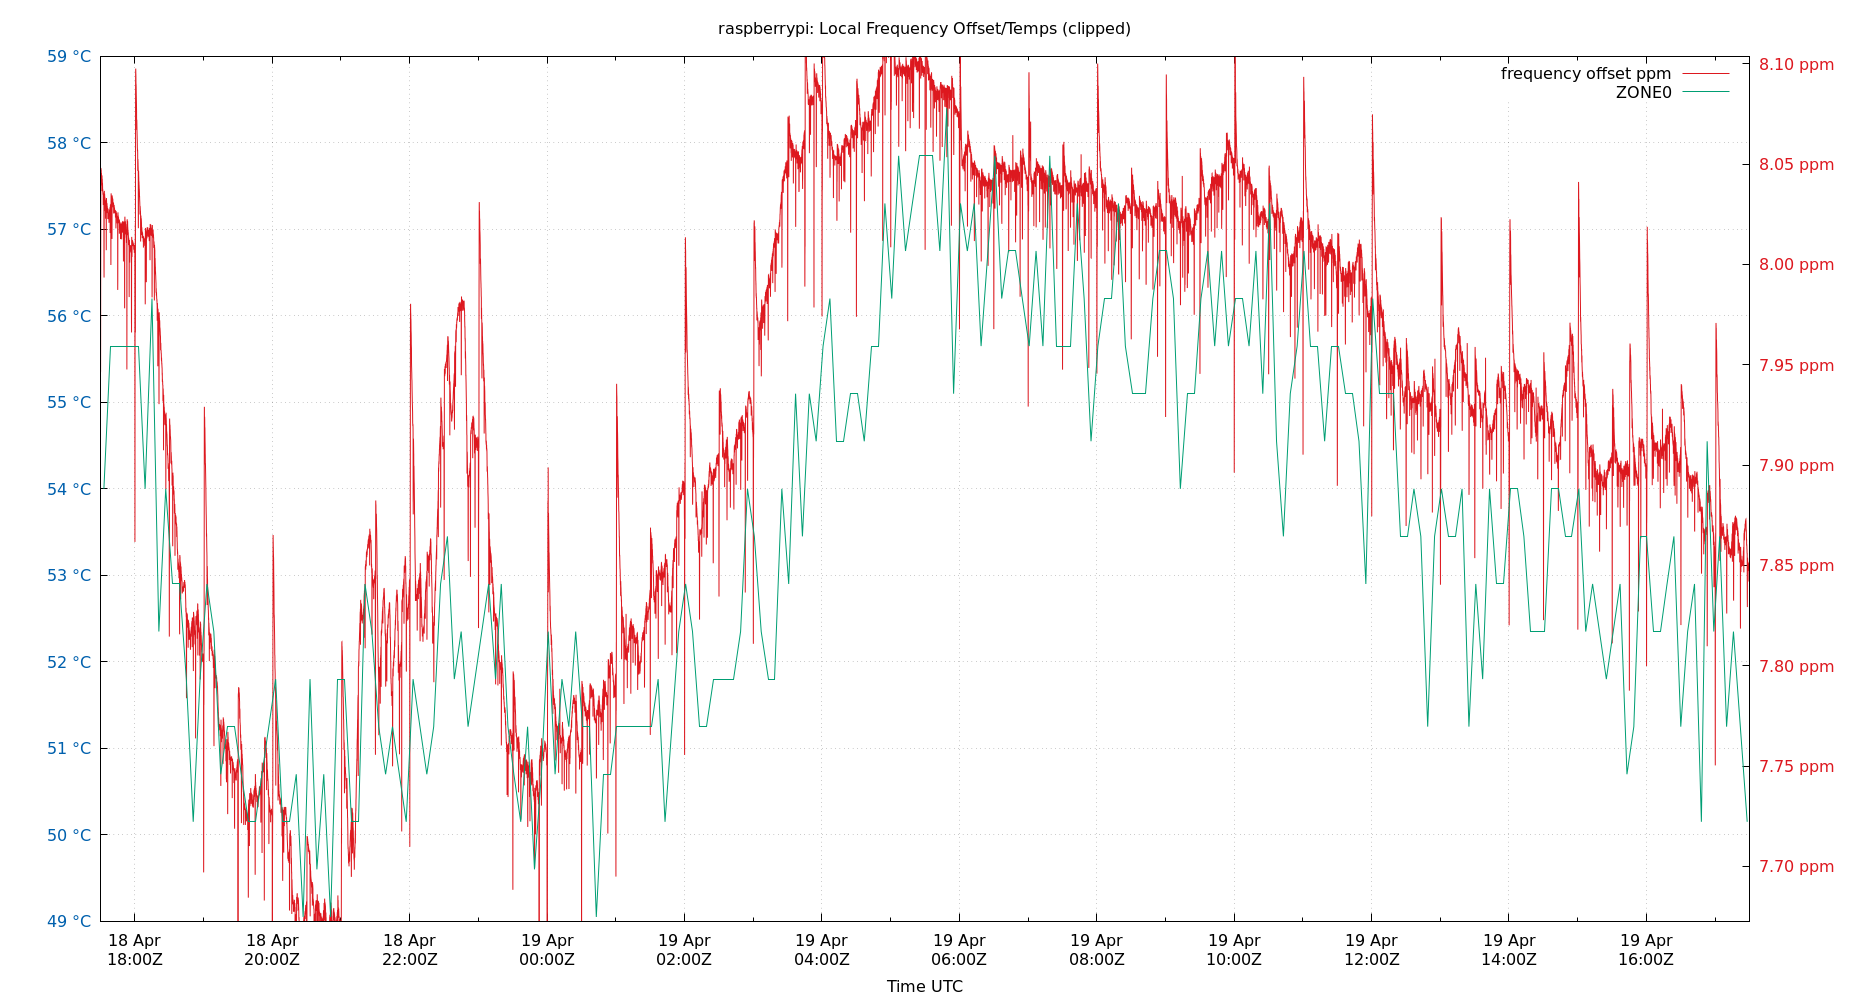 raspberrypi: Local Frequency Offset/Temps (clipped)
frequency offset ppm
ZONE0
59 °C
58 °C
57 °C
56 °C
55 °C
54 °C
53 °C
52 °C
51 °C
50 °C
49 °C
8.10 ppm
8.05 ppm
8.00 ppm
7.95 ppm
7.90 ppm
7.85 ppm
7.80 ppm
7.75 ppm
7.70 ppm
18 Apr 18 Apr 18 Apr 19 Apr 19 Apr 19 Apr 19 Apr 19 Apr 19 Apr 19 Apr 19 Apr 19 Apr
18:00Z 20:00Z 22:00Z 00:00Z 02:00Z 04:00Z 06:00Z 08:00Z 10:00Z 12:00Z 14:00Z 16:00Z
Time UTC